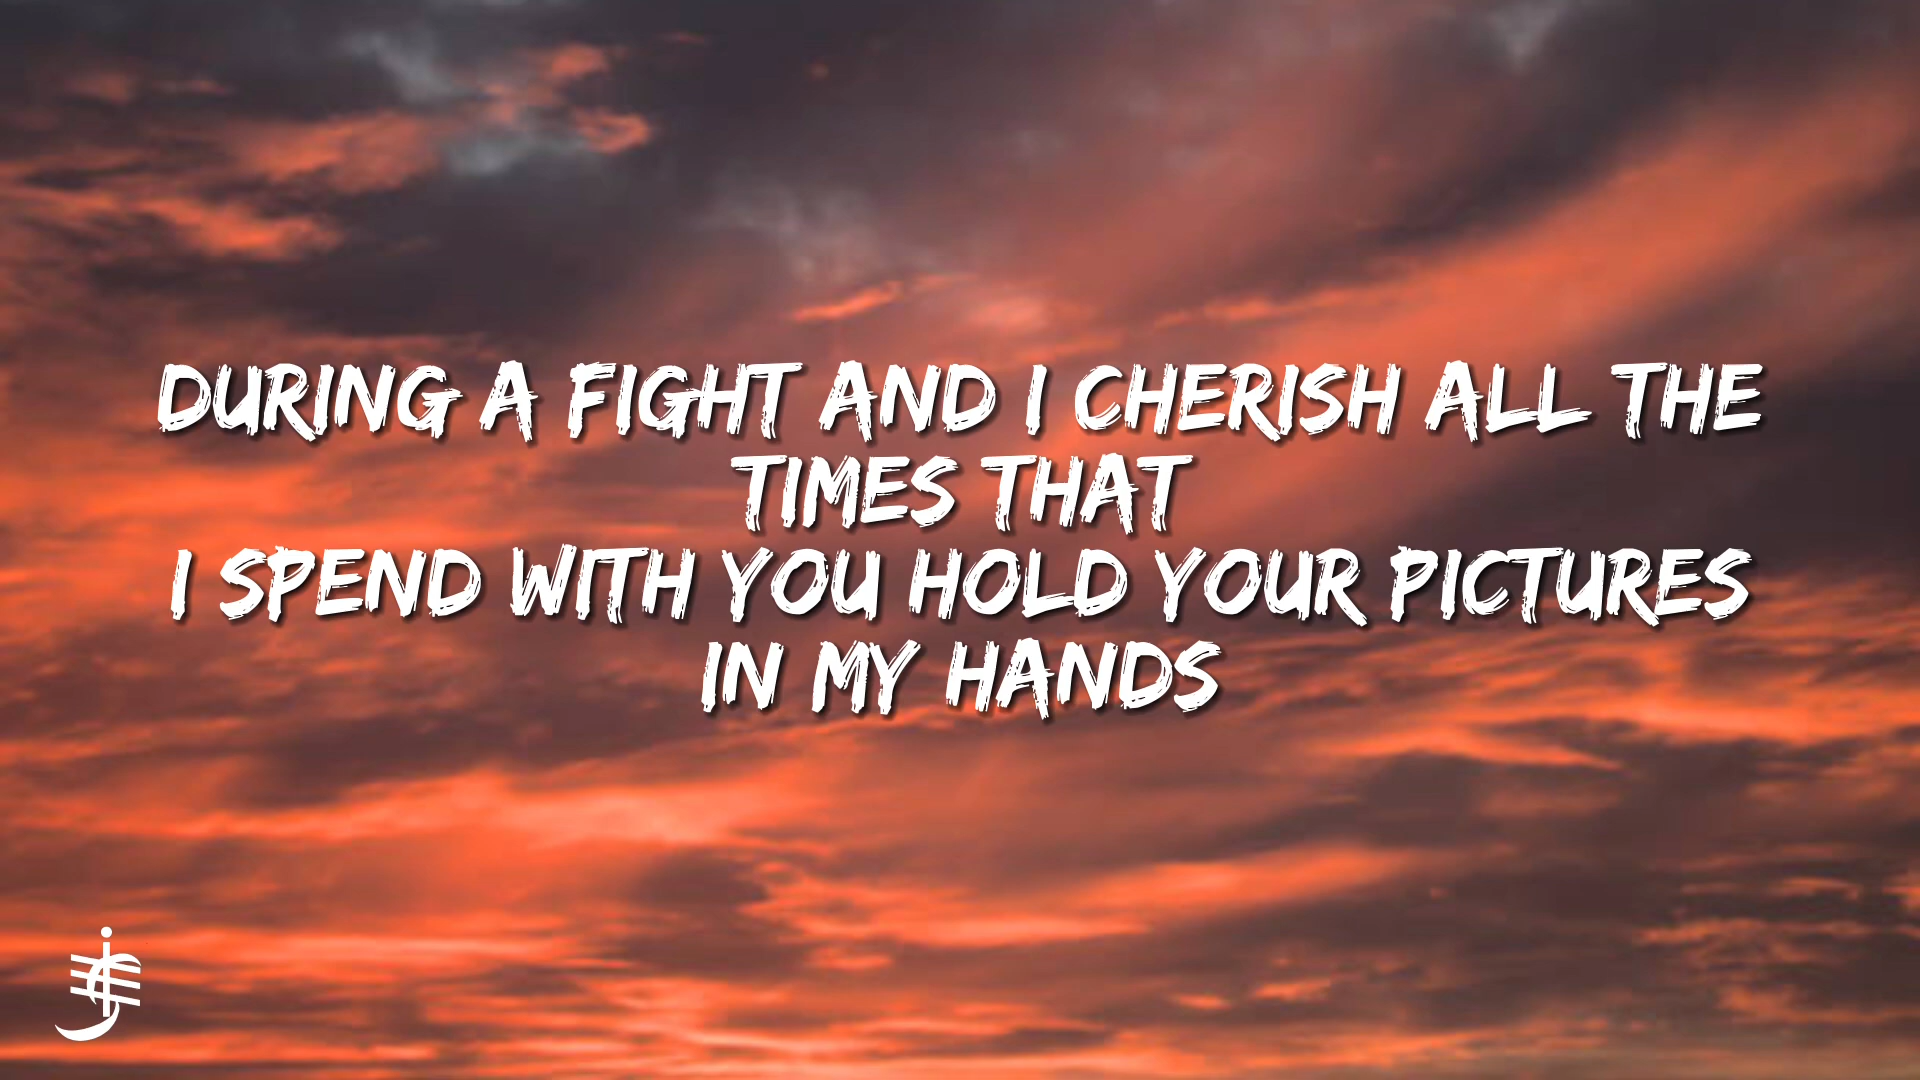 DURING A FIGHT AND I CHERISH ALL THE
TIMES THAT
I SPEND WITH YOU HOLD YOUR PICTURES
IN MY HANDS